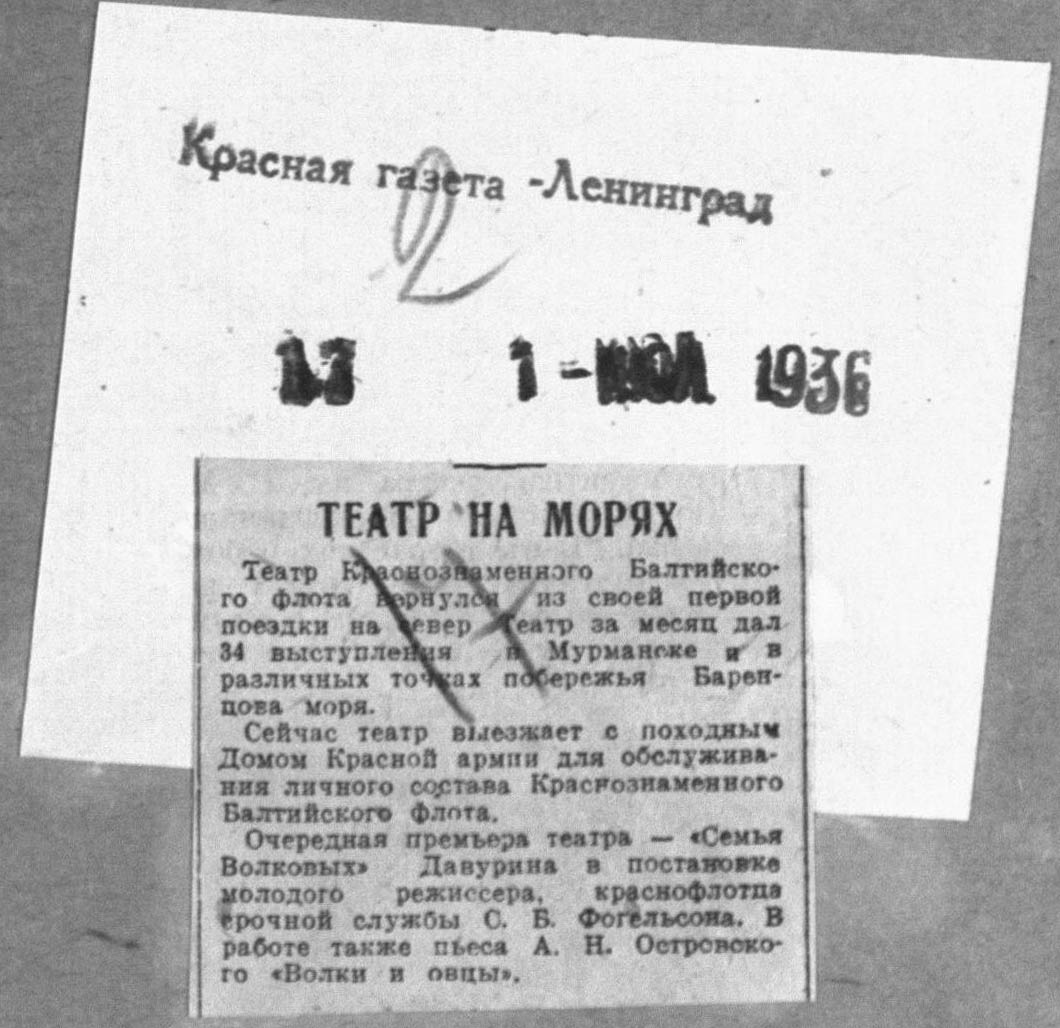 Красная газета -Ленинград
1 - ИЮЛ 1936
ТЕАТР НА МОРЯХ
Театр Краснознаменного Балтийско-
го флота вернулся из своей первой
поездки на север Театр за месяц дал
34 выступления в Мурманске и в
различных точках побережья Барен-
цова моря.
Сейчас театр выезжает с походным
Домом Красной армии для обслужива-
ния личного состава Краснознаменного
Балтийского флота.
Очередная премьера театра — «Семья
Волковых» Давурина в постановке
молодого режиссера, краснофлотца
срочной службы С. Б. Фогельсона. В
работе также пьеса А. Н. Островско-
го «Волки и овцы».